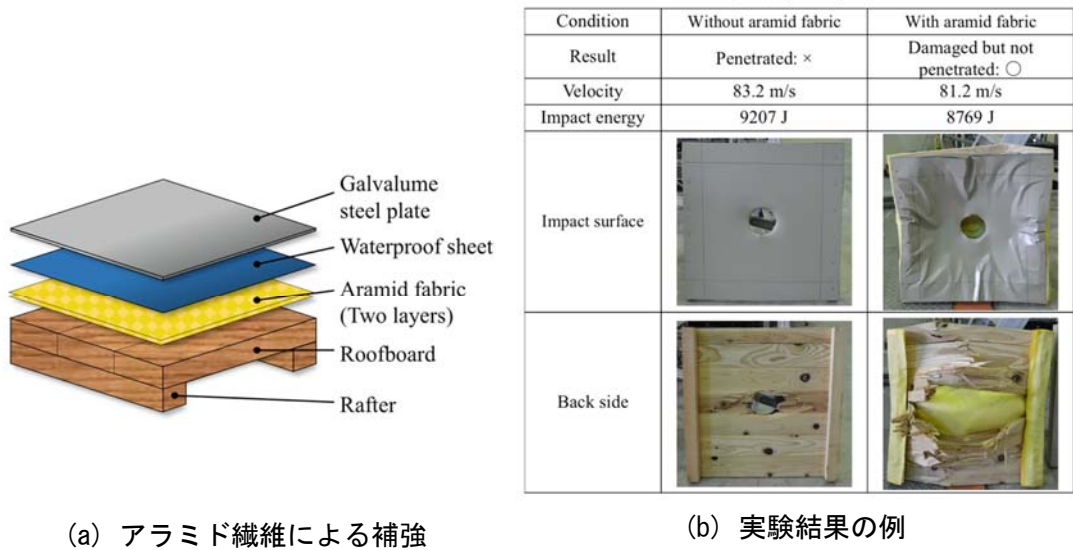 Galvalume
steel plate
Waterproof sheet
Aramid fabric
(Two layers)
Roofboard
Rafter
(a) アラミド繊維による補強
Condition
Without aramid fabric
With aramid fabric
Result
Penetrated: ×
Damaged but not
penetrated: ○
Velocity
83.2 m/s
81.2 m/s
Impact energy
9207 J
8769 J
Impact surface
Back side
(b) 実験結果の例